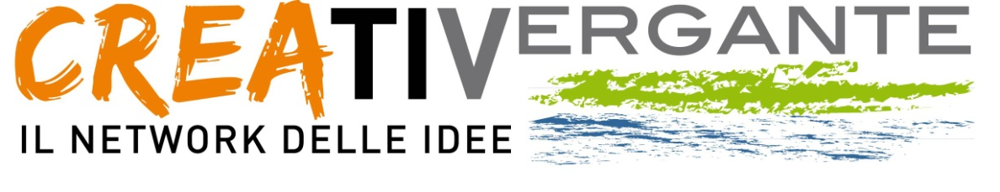 CREATIVERGANTE
IL NETWORK DELLE IDEE